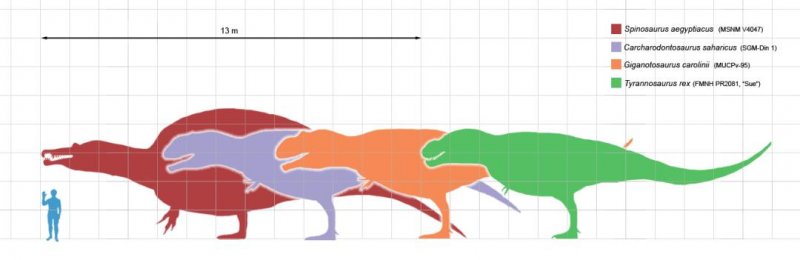 13 m
Spinosaurus aegyptiacus (MSNM V4047)
Carcharodontosaurus saharicus (SGM-Din 1)
Giganotosaurus carolinii (MUCPv-95)
Tyrannosaurus rex (FMNH PR2081, "Sue")